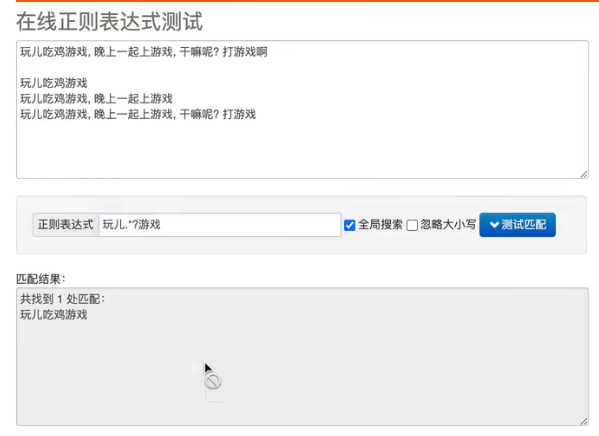 在线正则表达式测试
玩儿吃鸡游戏, 晚上一起上游戏, 干嘛呢? 打游戏啊
玩儿吃鸡游戏
玩儿吃鸡游戏, 晚上一起上游戏
玩儿吃鸡游戏, 晚上一起上游戏, 干嘛呢? 打游戏
正则表达式 玩儿.*?游戏 全局搜索 忽略大小写 测试匹配
匹配结果:
共找到 1 处匹配:
玩儿吃鸡游戏